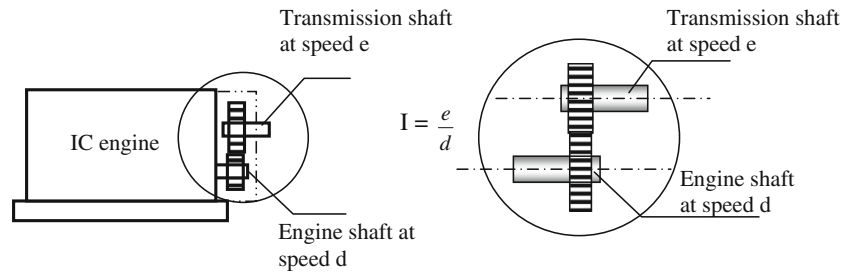 Transmission shaft
at speed e
IC engine
Engine shaft at
speed d
I = e/d
Transmission shaft
at speed e
Engine shaft
at speed d